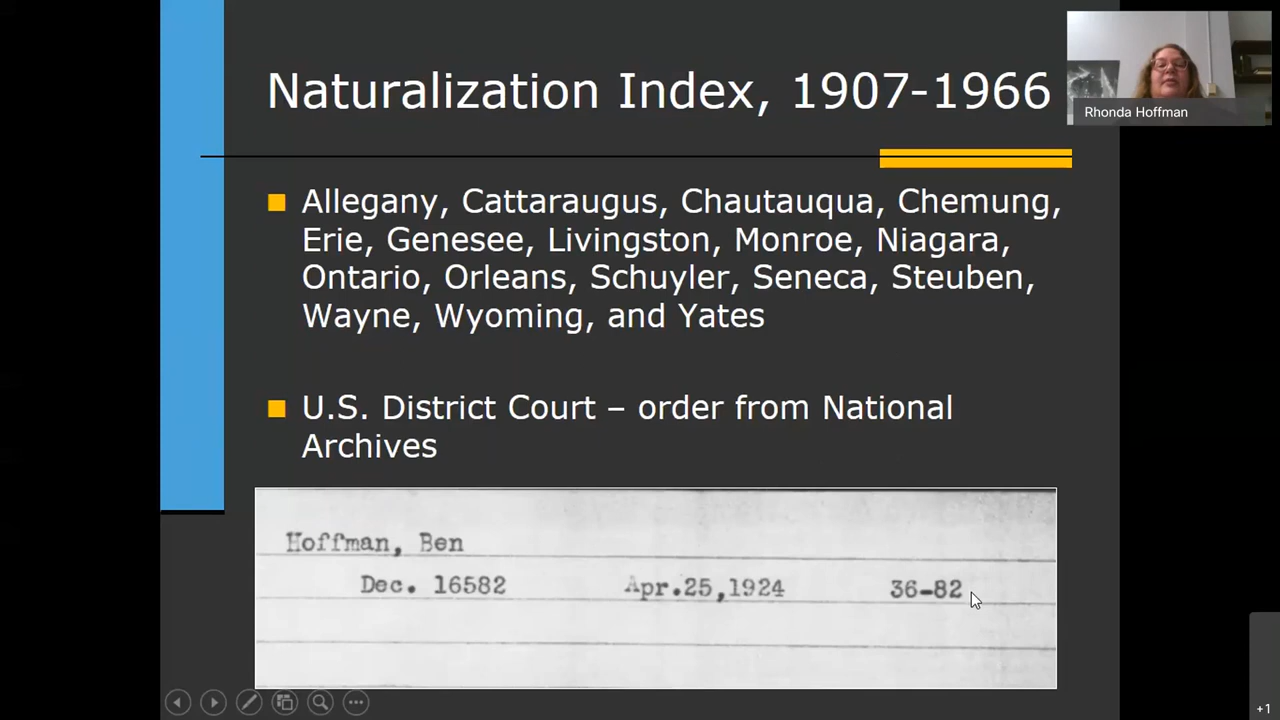 Naturalization Index, 1907-1966
Rhonda Hoffman
Allegany, Cattaraugus, Chautauqua, Chemung,
Erie, Genesee, Livingston, Monroe, Niagara,
Ontario, Orleans, Schuyler, Seneca, Steuben,
Wayne, Wyoming, and Yates
U.S. District Court – order from National
Archives
Hoffman, Ben
Dec. 16582 Apr.25,1924 36-82
+1